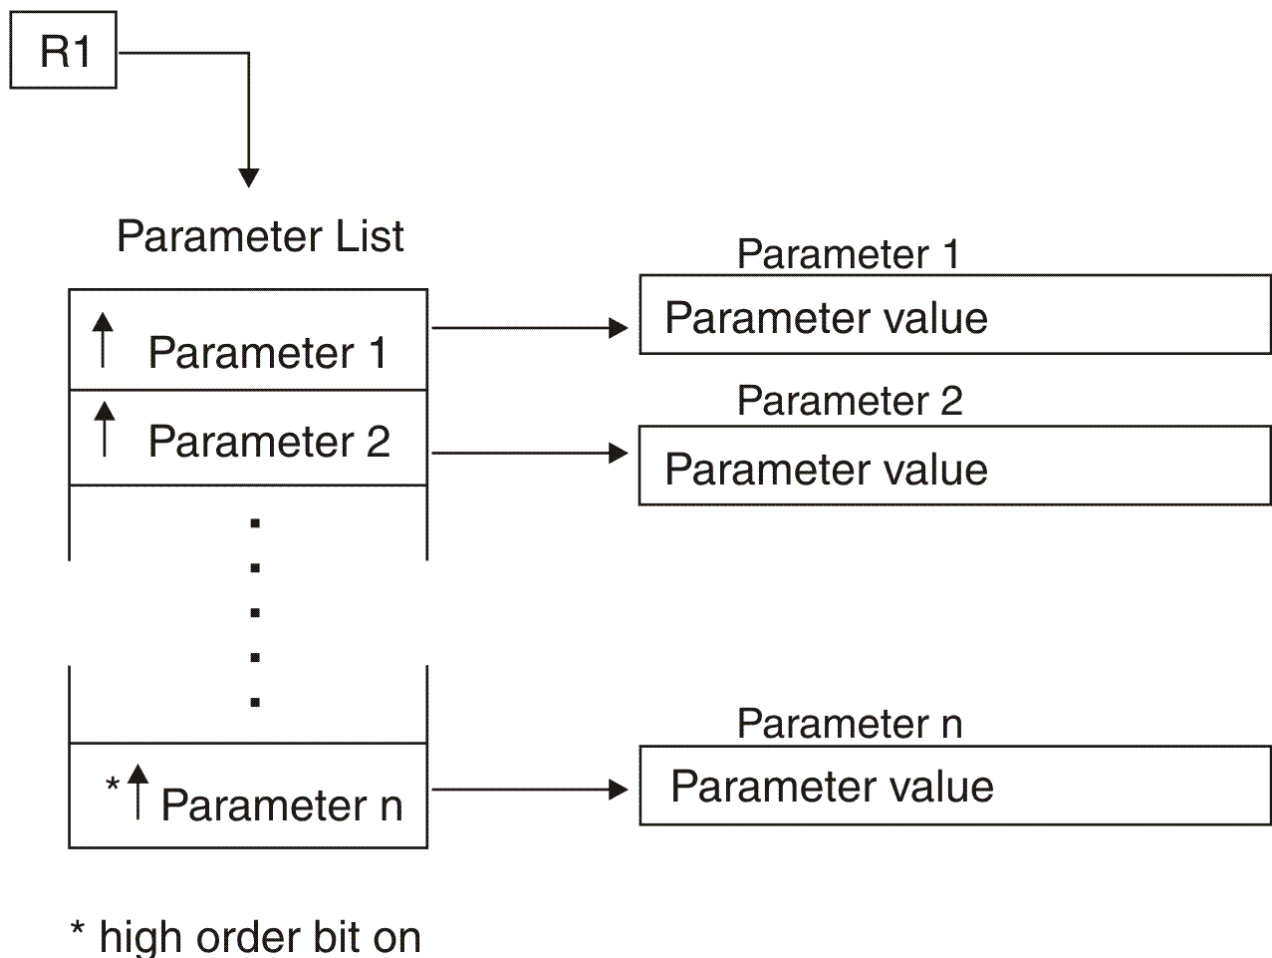 R1
Parameter List
Parameter 1
Parameter value
Parameter 1
Parameter 2
Parameter value
Parameter 2
Parameter n
Parameter value
* Parameter n
* high order bit on